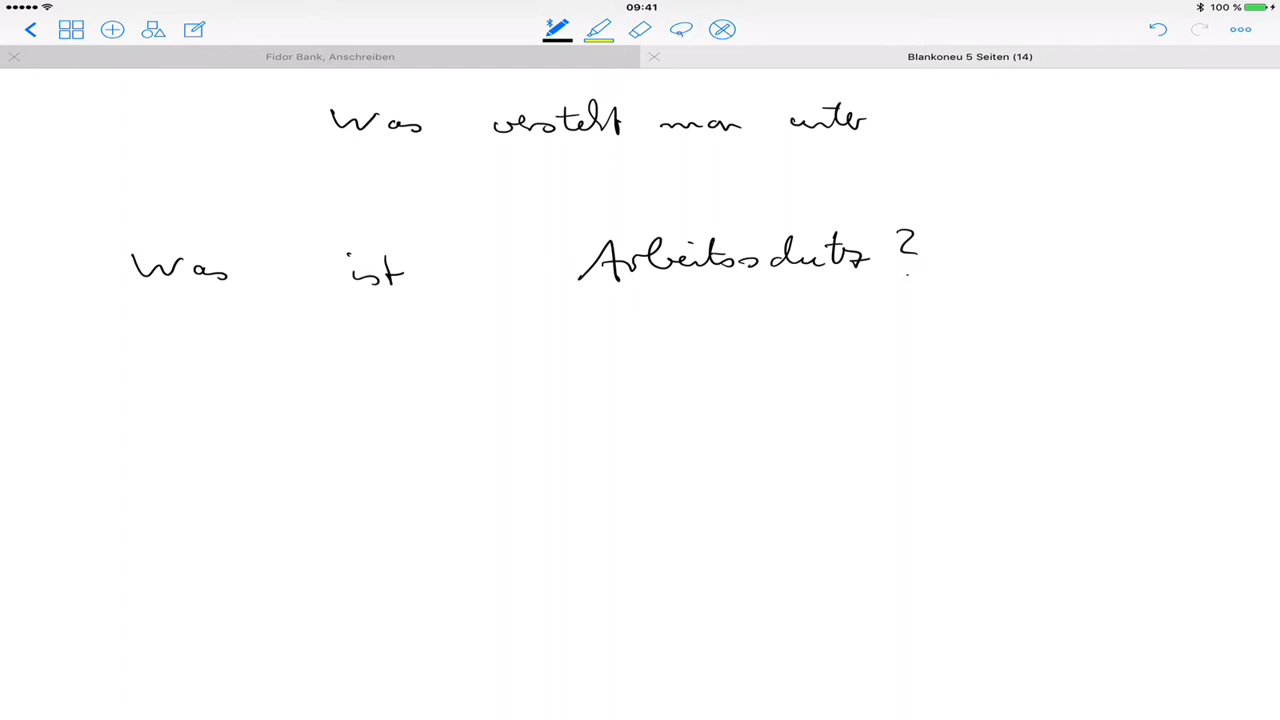 09:41
100 %
Fidor Bank, Anschreiben
Blankoneu 5 Seiten (14)
Was versteht man unter
Was ist Arbeitsschutz?